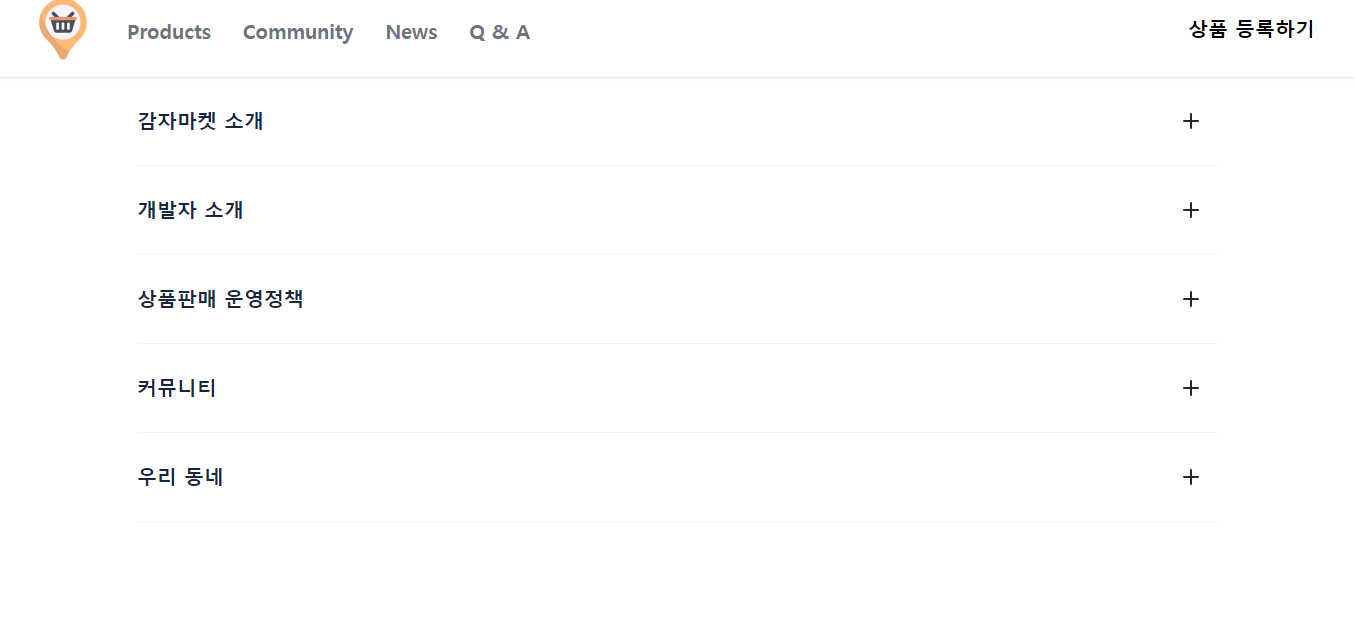 Products Community News Q & A 상품 등록하기
감자마켓 소개
개발자 소개
상품판매 운영정책
커뮤니티
우리 동네